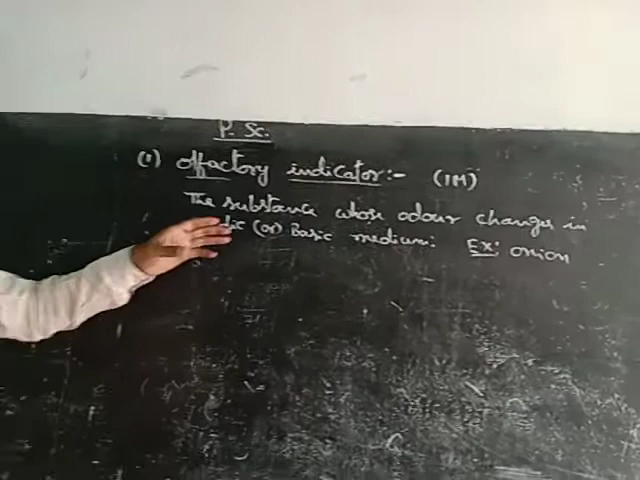 P. Sc.
(1) olfactory indicator:- (1M)
The substance whose odour changes in
(or) Basic medium: Ex: onion